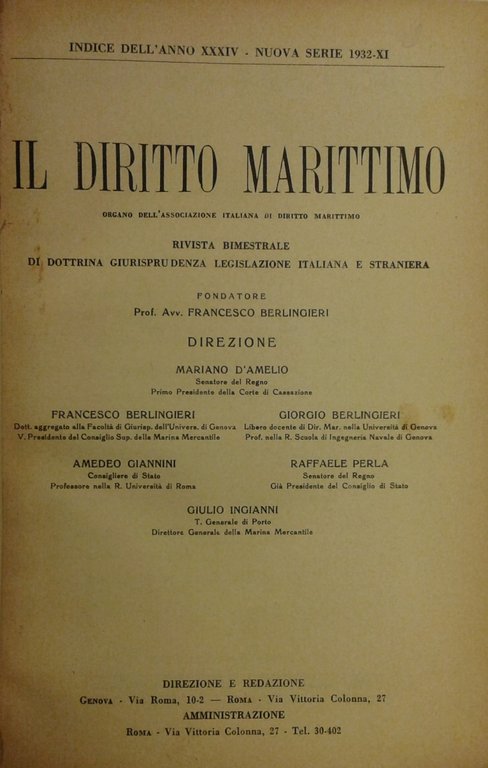 INDICE DELL'ANNO XXXIV - NUOVA SERIE 1932-XI
IL DIRITTO MARITTIMO
ORGANO DELL'ASSOCIAZIONE ITALIANA DI DIRITTO MARITTIMO
RIVISTA BIMESTRALE
DI DOTTRINA GIURISPRUDENZA LEGISLAZIONE ITALIANA E STRANIERA
FONDATORE
Prof. Avv. FRANCESCO BERLINGIERI
DIREZIONE
MARIANO D'AMELIO
Senatore del Regno
Primo Presidente della Corte di Cassazione
FRANCESCO BERLINGIERI
Dott. aggregato alla Facoltà di Giurisp. dell'Univers. di Genova
V. Presidente del Consiglio Sup. della Marina Mercantile
GIORGIO BERLINGIERI
Libero docente di Dir. Mar. nella Università di Genova
Prof. nella R. Scuola di Ingegneria Navale di Genova
AMEDEO GIANNINI
Consigliere di Stato
Professore nella R. Università di Roma
RAFFAELE PERLA
Senatore del Regno
Già Presidente del Consiglio di Stato
GIULIO INGIANNI
T. Generale di Porto
Direttore Generale della Marina Mercantile
DIREZIONE E REDAZIONE
GENOVA - Via Roma, 10-2 — ROMA - Via Vittoria Colonna, 27
AMMINISTRAZIONE
ROMA - Via Vittoria Colonna, 27 - Tel. 30-402